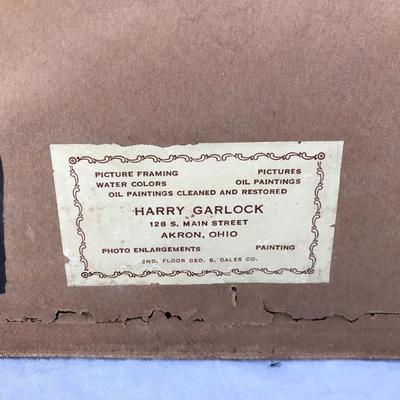 PICTURE FRAMING PICTURES
WATER COLORS OIL PAINTINGS
OIL PAINTINGS CLEANED AND RESTORED
HARRY GARLOCK
128 S. MAIN STREET
AKRON, OHIO
PHOTO ENLARGEMENTS PAINTING
2ND. FLOOR GEO. S. DALES CO.